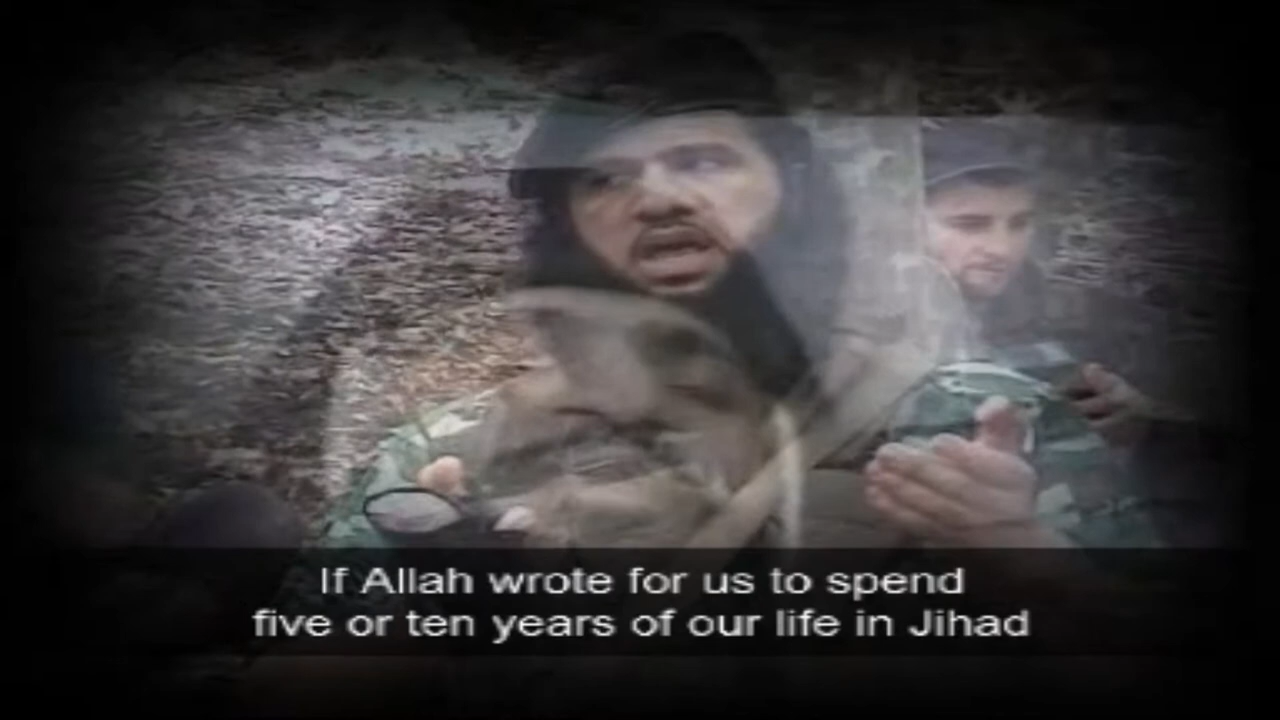 If Allah wrote for us to spend
five or ten years of our life in Jihad